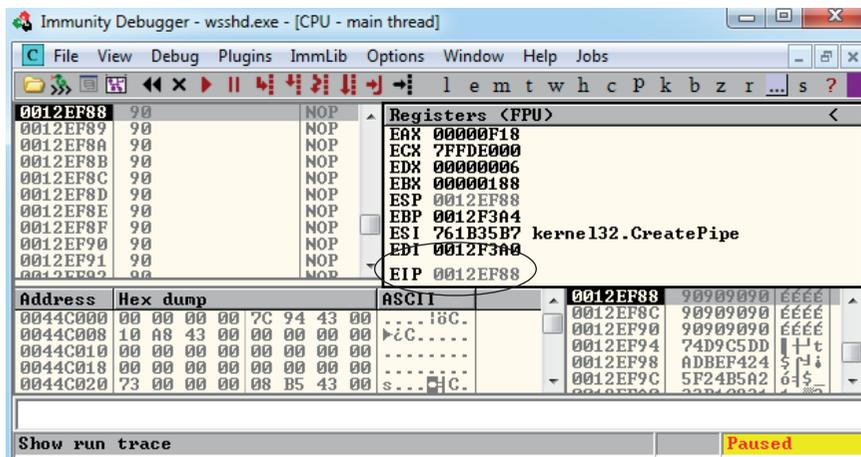 Immunity Debugger - wsshd.exe - [CPU - main thread]
C File View Debug Plugins ImmLib Options Window Help Jobs
l e m t w h c P k b z r ... s ?
0012EF88 90 NOP
0012EF89 90 NOP
0012EF8A 90 NOP
0012EF8B 90 NOP
0012EF8C 90 NOP
0012EF8D 90 NOP
0012EF8E 90 NOP
0012EF8F 90 NOP
0012EF90 90 NOP
0012EF91 90 NOP
0012EF92 90 NOP
Registers (FPU) <
EAX 00000F18
ECX 7FFDE000
EDX 00000006
EBX 00000188
ESP 0012EF88
EBP 0012F3A4
ESI 761B35B7 kernel32.CreatePipe
EDI 0012F3A0
EIP 0012EF88
Address Hex dump ASCII
0044C000 00 00 00 00 7C 94 43 00 ....¦öC.
0044C008 10 A8 43 00 00 00 00 00 ►¿C.....
0044C010 00 00 00 00 00 00 00 00 ........
0044C018 00 00 00 00 00 00 00 00 ........
0044C020 73 00 00 00 08 B5 43 00 s...◘╡C.
0012EF88 90909090 ÉÉÉÉ
0012EF8C 90909090 ÉÉÉÉ
0012EF90 90909090 ÉÉÉÉ
0012EF94 74D9C5DD ▌┼┘t
0012EF98 ADBEF424 $⌠╛¡
0012EF9C 5F24B5A2 ó╡$_
Show run trace
Paused